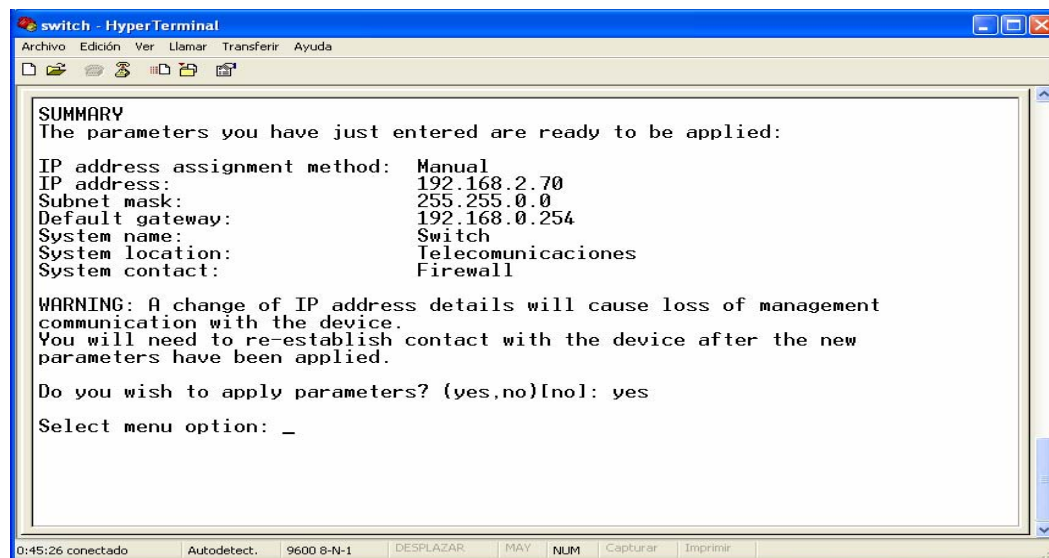 switch - HyperTerminal
Archivo Edición Ver Llamar Transferir Ayuda
SUMMARY
The parameters you have just entered are ready to be applied:
IP address assignment method: Manual
IP address: 192.168.2.70
Subnet mask: 255.255.0.0
Default gateway: 192.168.0.254
System name: Switch
System location: Telecomunicaciones
System contact: Firewall
WARNING: A change of IP address details will cause loss of management
communication with the device.
You will need to re-establish contact with the device after the new
parameters have been applied.
Do you wish to apply parameters? (yes,no)[no]: yes
Select menu option: _
0:45:26 conectado Autodetect. 9600 8-N-1 DESPLAZAR MAY NUM Capturar Imprimir